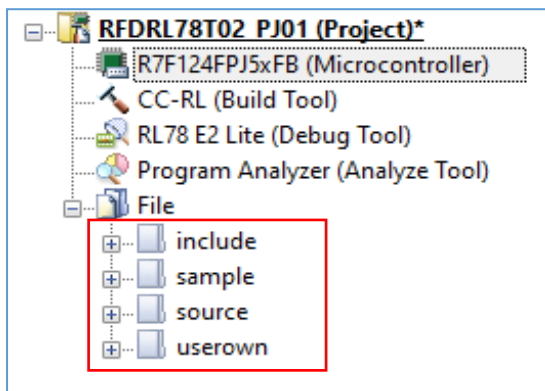 RFDRL78T02_PJ01 (Project)*
R7F124FPJ5xFB (Microcontroller)
CC-RL (Build Tool)
RL78 E2 Lite (Debug Tool)
Program Analyzer (Analyze Tool)
File
include
sample
source
userown